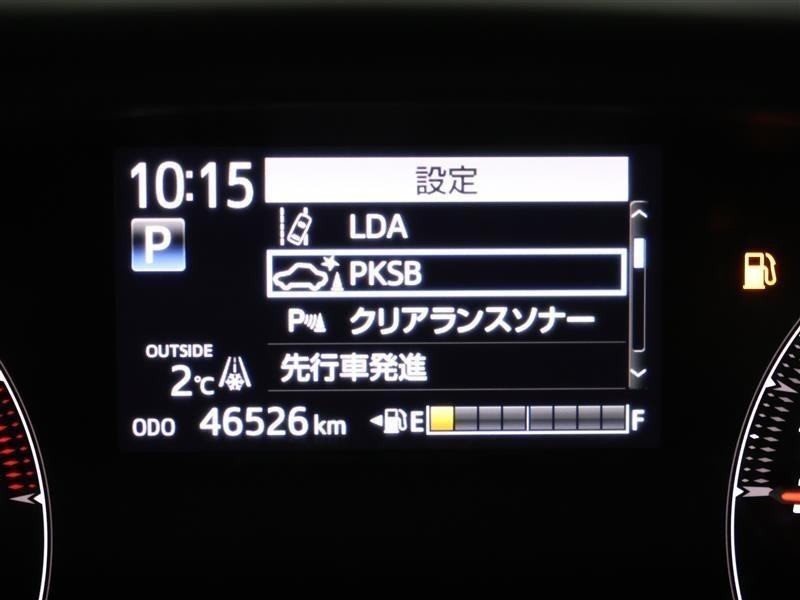 10:15
設定
LDA
P
PKSB
P クリアランスソナー
OUTSIDE
2℃
先行車発進
ODO 46526 km
E F